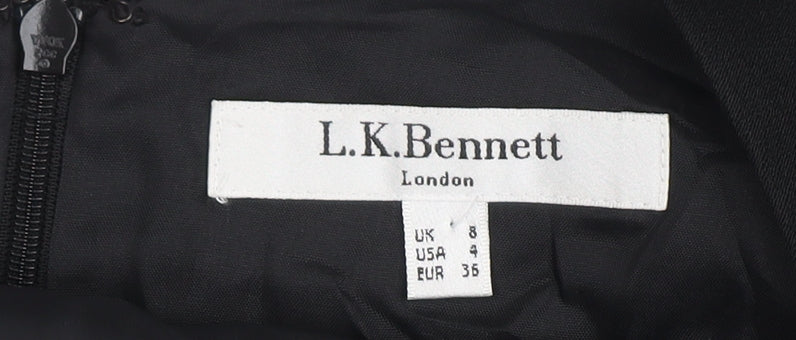 L.K.Bennett
London
UK 8
USA 4
EUR 36